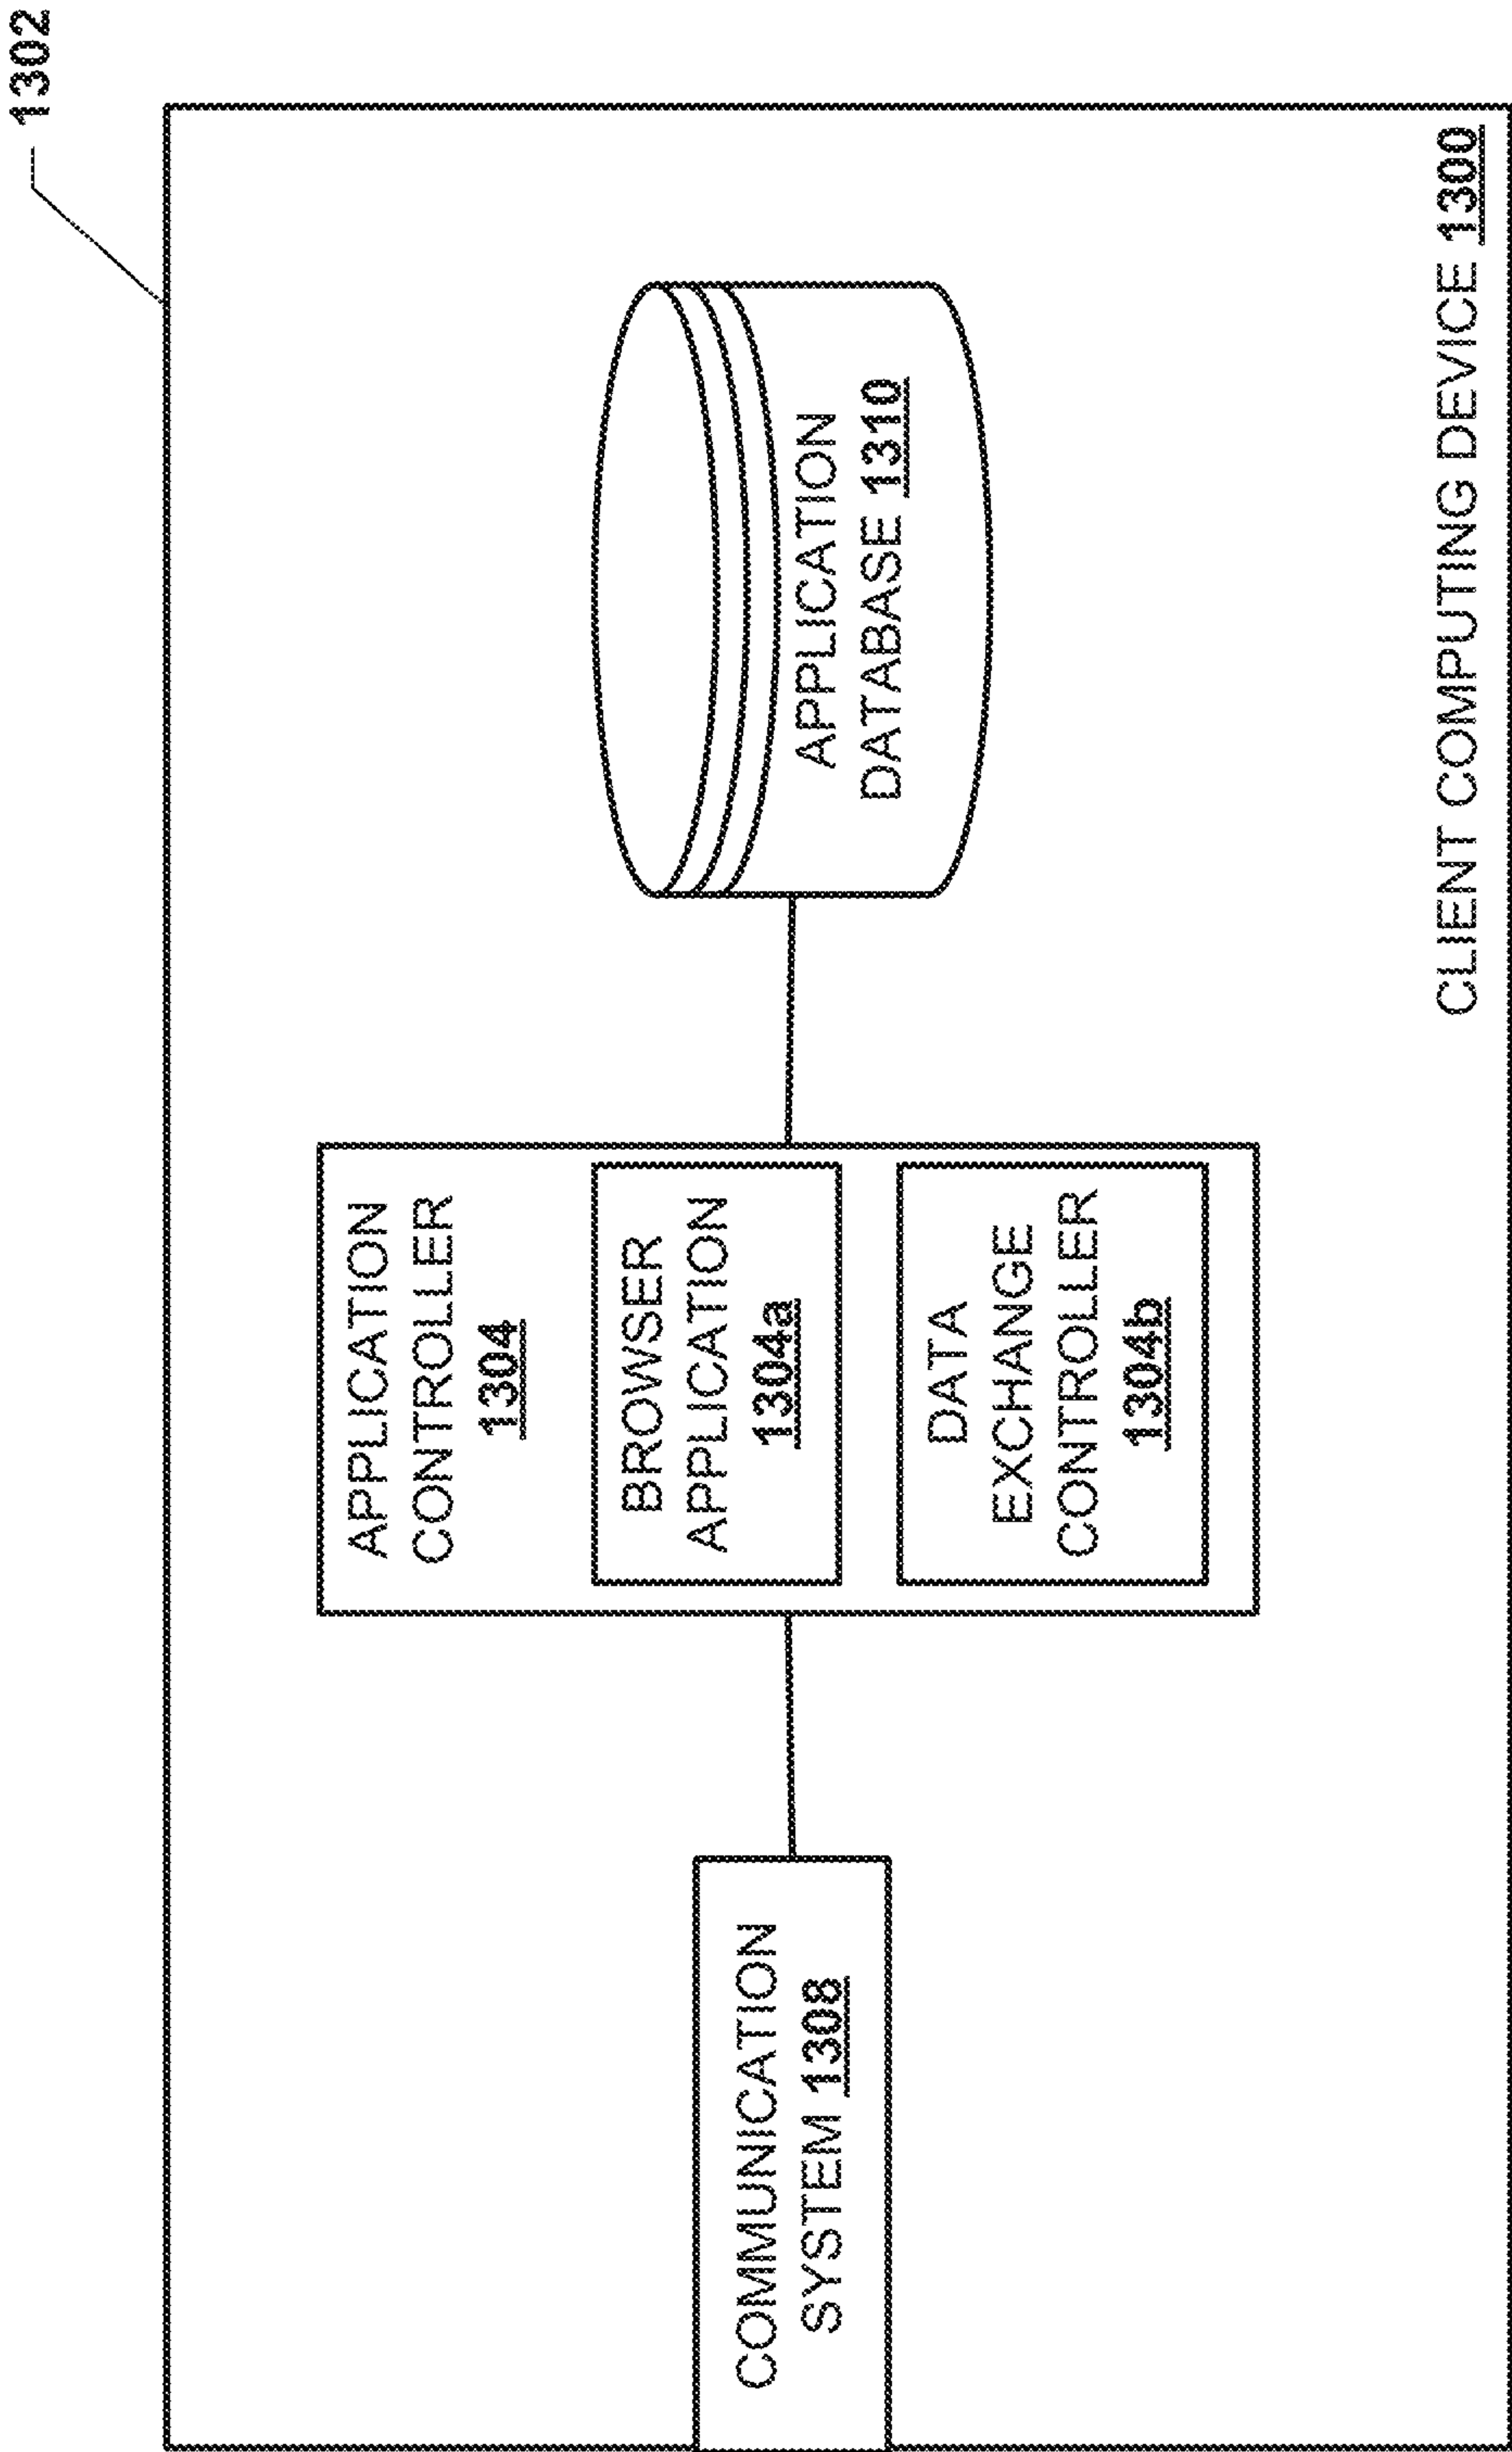 1302
COMMUNICATION
SYSTEM 1308
APPLICATION
CONTROLLER
1304
BROWSER
APPLICATION
1304a
DATA
EXCHANGE
CONTROLLER
1304b
APPLICATION
DATABASE 1310
CLIENT COMPUTING DEVICE 1300